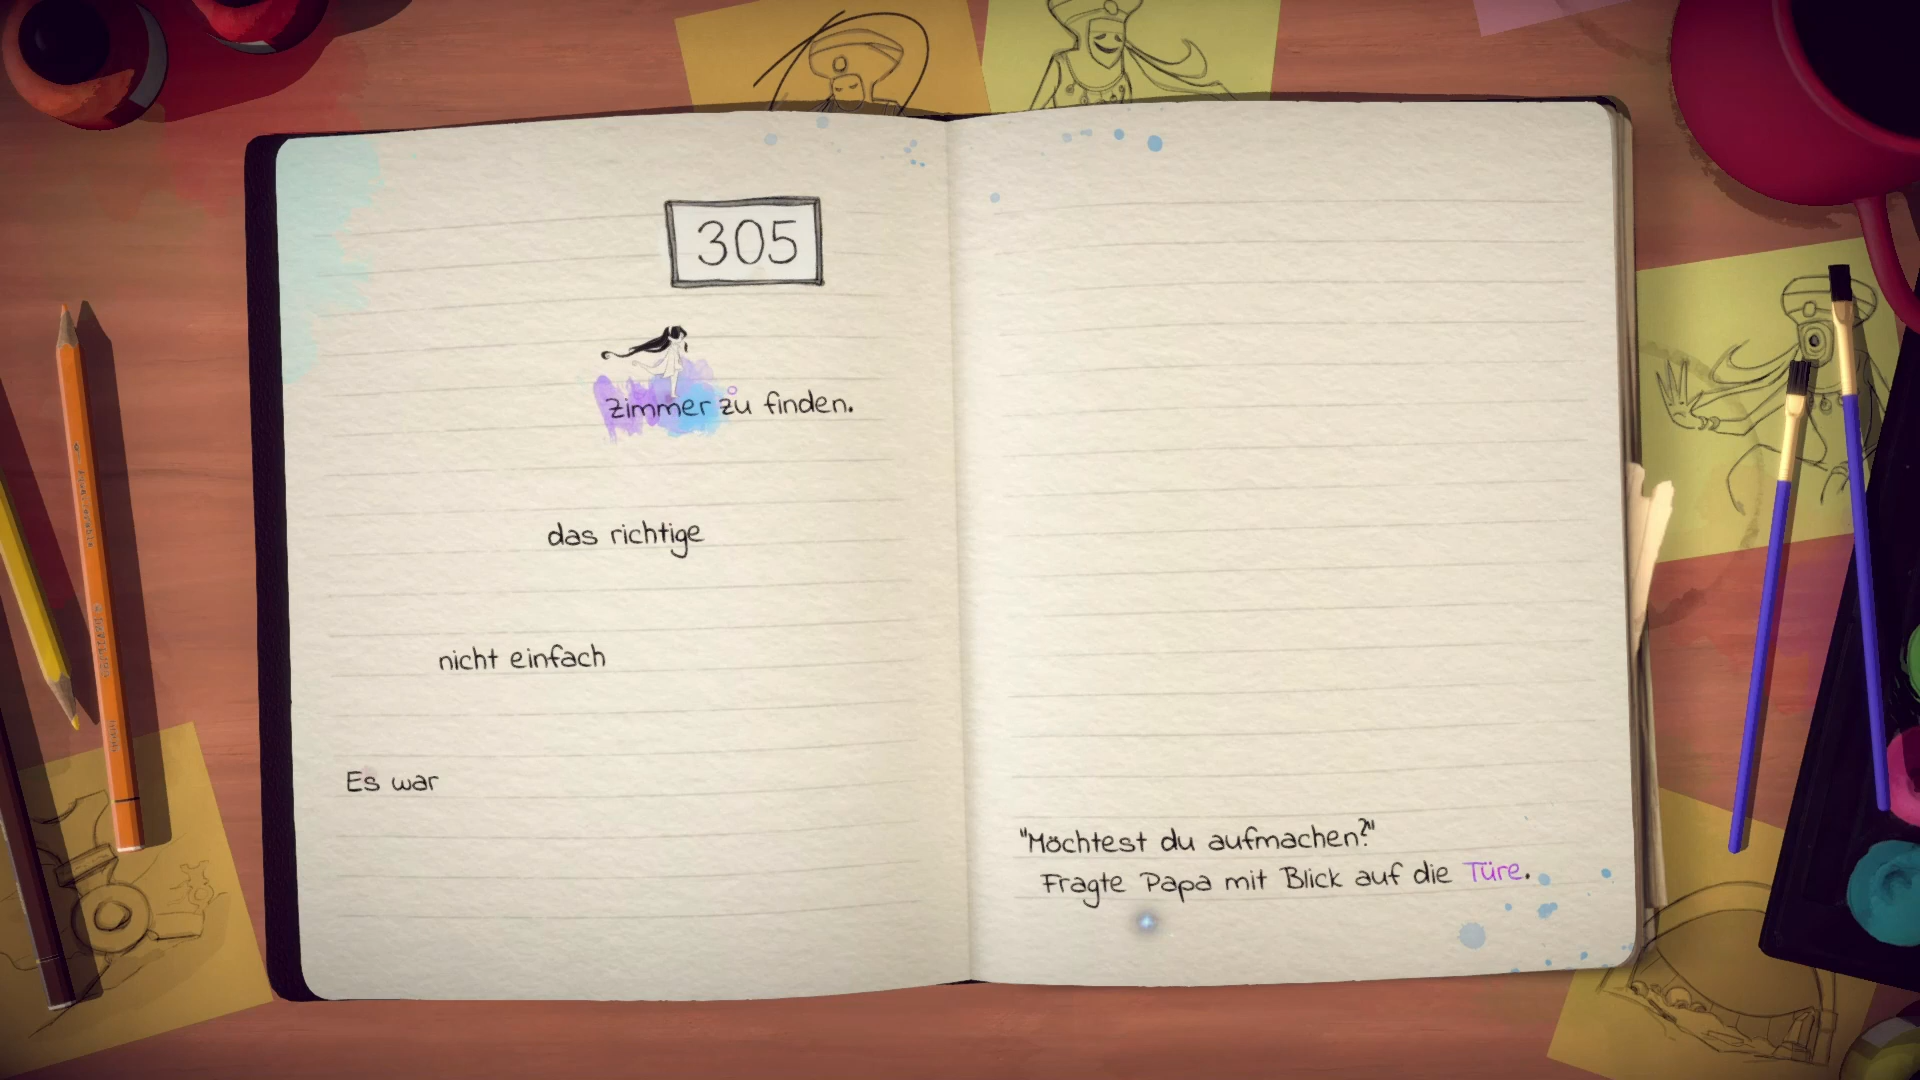 305
Zimmer zu finden.
das richtige
nicht einfach
Es war
"Möchtest du aufmachen?"
Fragte Papa mit Blick auf die Türe.